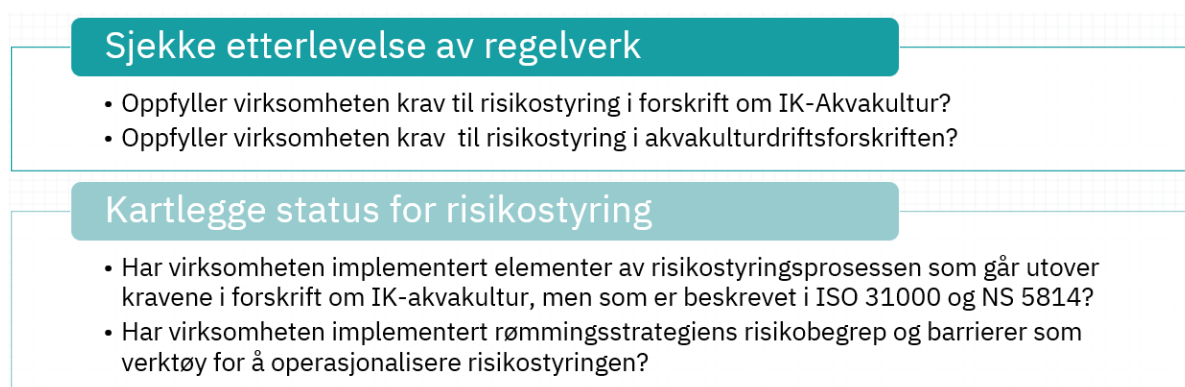 Sjekke etterlevelse av regelverk
• Oppfyller virksomheten krav til risikostyring i forskrift om IK-Akvakultur?
• Oppfyller virksomheten krav  til risikostyring i akvakulturdriftsforskriften?
Kartlegge status for risikostyring
• Har virksomheten implementert elementer av risikostyringsprosessen som går utover
kravene i forskrift om IK-akvakultur, men som er beskrevet i ISO 31000 og NS 5814?
• Har virksomheten implementert rømmingsstrategiens risikobegrep og barrierer som
verktøy for å operasjonalisere risikostyringen?